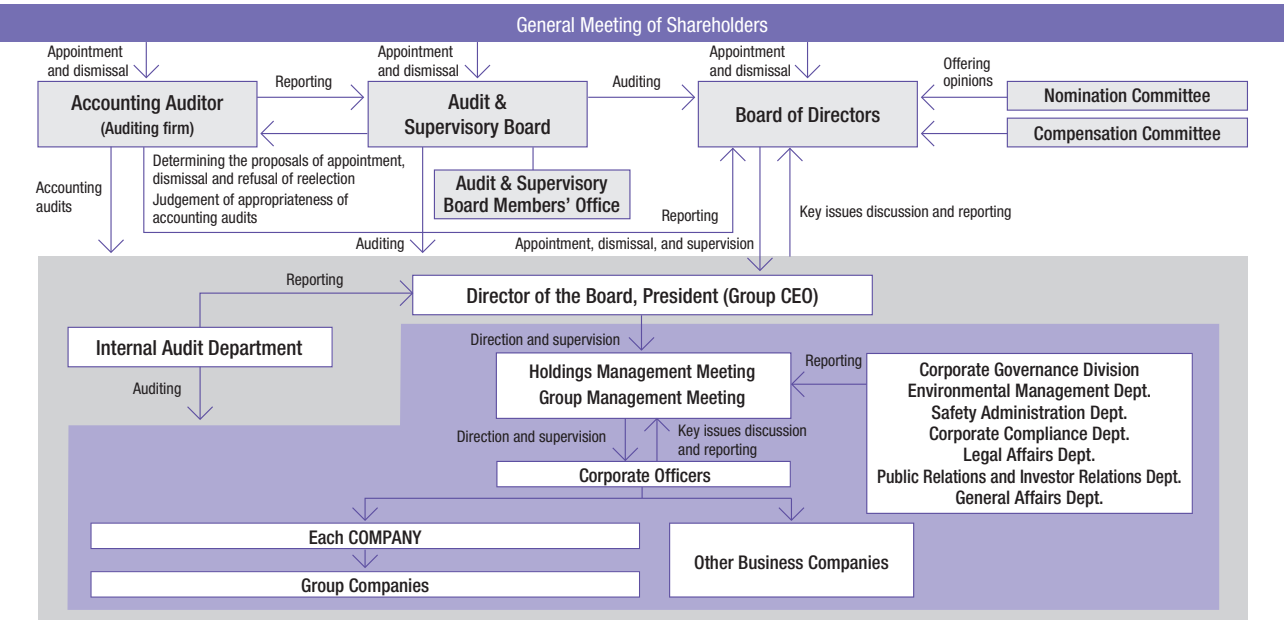 General Meeting of Shareholders
Appointment
and dismissal
Appointment
and dismissal
Appointment
and dismissal
Accounting Auditor
(Auditing firm)
Reporting
Audit &
Supervisory Board
Auditing
Board of Directors
Offering
opinions
Nomination Committee
Compensation Committee
Accounting
audits
Determining the proposals of appointment,
dismissal and refusal of reelection
Judgement of appropriateness of
accounting audits
Audit & Supervisory
Board Members’ Office
Reporting
Key issues discussion and reporting
Auditing
Appointment, dismissal, and supervision
Reporting
Director of the Board, President (Group CEO)
Internal Audit Department
Auditing
Direction and supervision
Holdings Management Meeting
Group Management Meeting
Reporting
Corporate Governance Division
Environmental Management Dept.
Safety Administration Dept.
Corporate Compliance Dept.
Legal Affairs Dept.
Public Relations and Investor Relations Dept.
General Affairs Dept.
Direction and supervision
Key issues discussion
and reporting
Corporate Officers
Each COMPANY
Group Companies
Other Business Companies